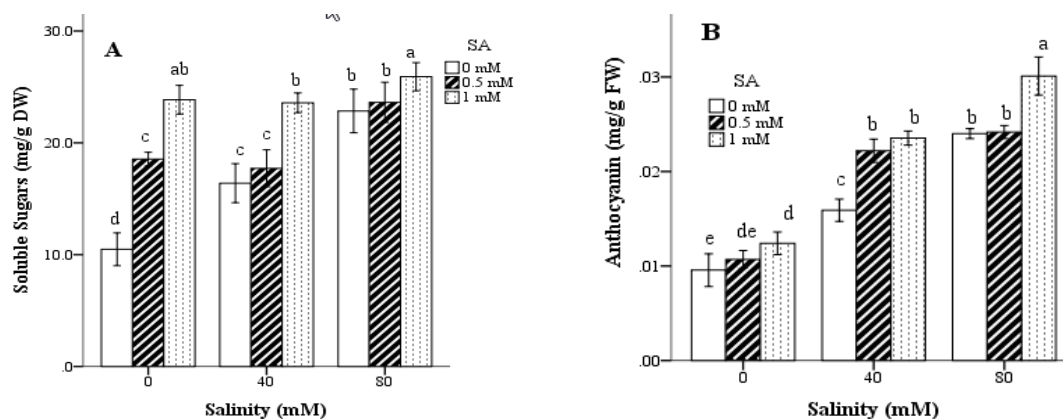 A
SA
0 mM
0.5 mM
1 mM
30.0
20.0
10.0
.0
Soluble Sugars (mg/g DW)
d
c
ab
c
c
b
b
b
a
0
40
80
Salinity (mM)
B
SA
0 mM
0.5 mM
1 mM
.03
.02
.01
.00
Anthocyanin (mg/g FW)
e
de
d
c
b
b
b
b
a
0
40
80
Salinity (mM)